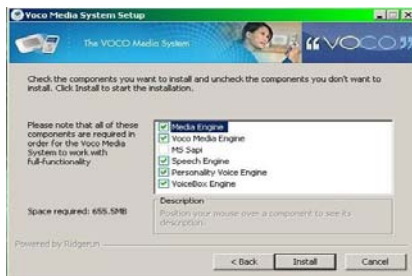 Voco Media System Setup
The VOCO Media System
“VOCO”
Check the components you want to install and uncheck the components you don't want to
install. Click Install to start the installation.
Please note that all of these
components are required in
order for the Voco Media
System to work with
full-functionality
Media Engine
Voco Media Engine
MS Sapi
Speech Engine
Personality Voice Engine
VoiceBox Engine
Space required: 655.5MB
Description
Position your mouse over a component to see its
description.
Powered by Ridgerun
< Back
Install
Cancel